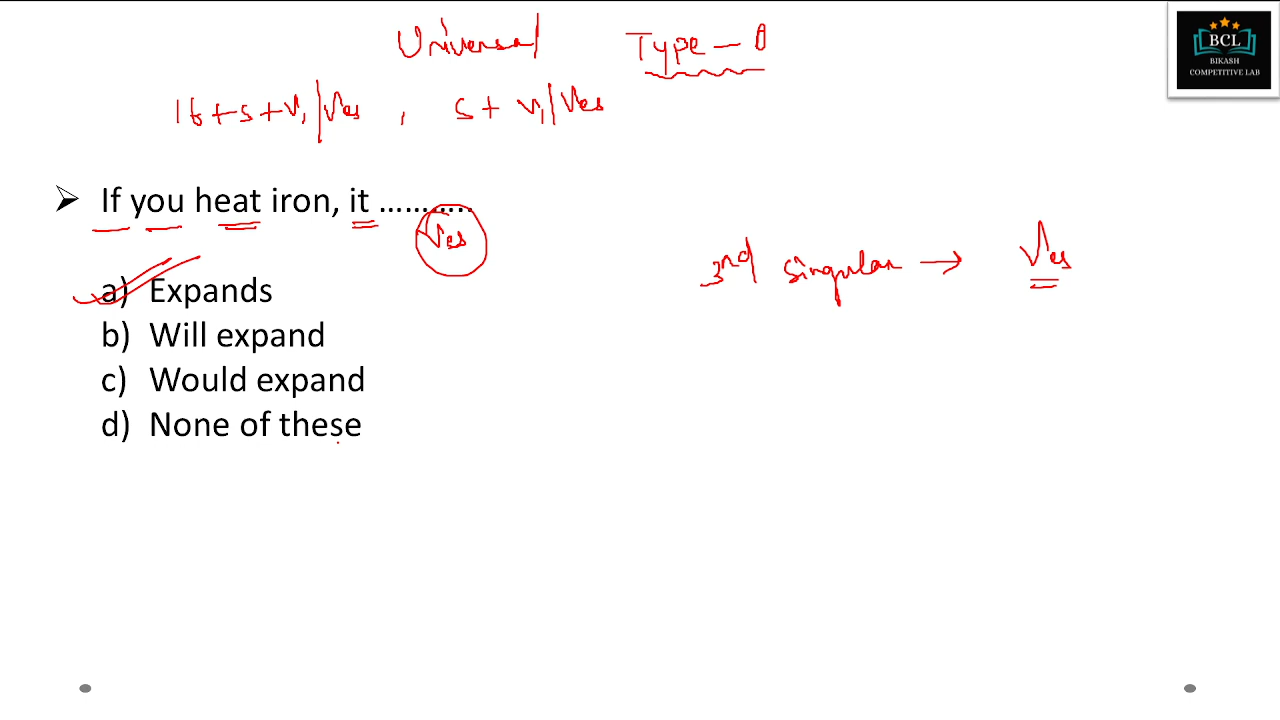 Universal Type - 0
BCL
BIKASH
COMPETITIVE LAB
If + s + V1/Ves , s + V1/Ves
➢ If you heat iron, it ...........
Ves
3nd singular → Ves
a) Expands
b) Will expand
c) Would expand
d) None of these